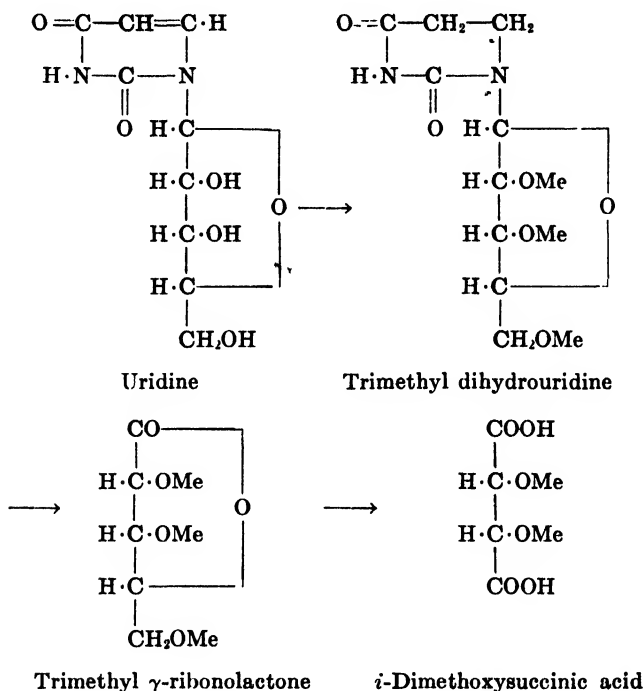 O=C—CH=C·H     O=C—CH₂—CH₂
H·N—C—N     H·N—C—N
O     H·C     O     H·C
H·C·OH     H·C·OMe
O     O
H·C·OH     H·C·OMe
H·C     H·C
CH₂OH     CH₂OMe
Uridine     Trimethyl dihydrouridine
CO     COOH
H·C·OMe     H·C·OMe
O
H·C·OMe     H·C·OMe
H·C     COOH
CH₂OMe
Trimethyl γ-ribonolactone     i-Dimethoxysuccinic acid